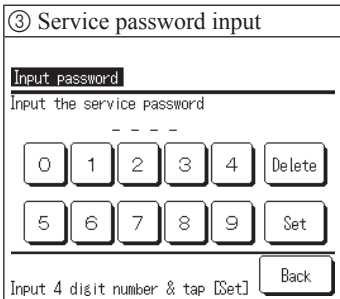 ③ Service password input
Input password
Input the service password
– – – –
0 1 2 3 4 Delete
5 6 7 8 9 Set
Input 4 digit number & tap [Set] Back